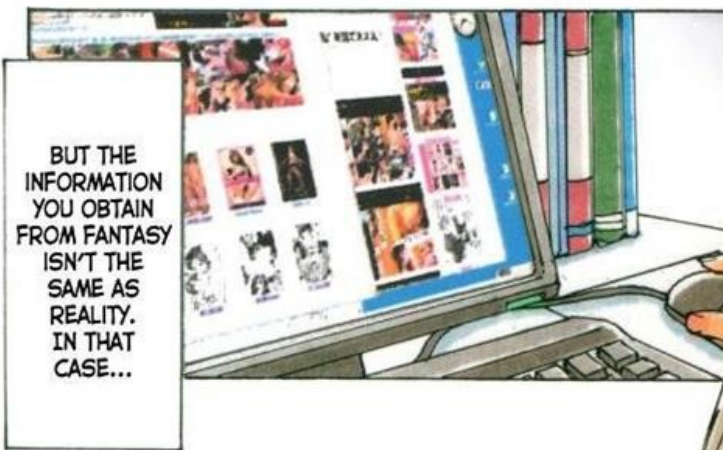 BUT THE
INFORMATION
YOU OBTAIN
FROM FANTASY
ISN'T THE
SAME AS
REALITY.
IN THAT
CASE...